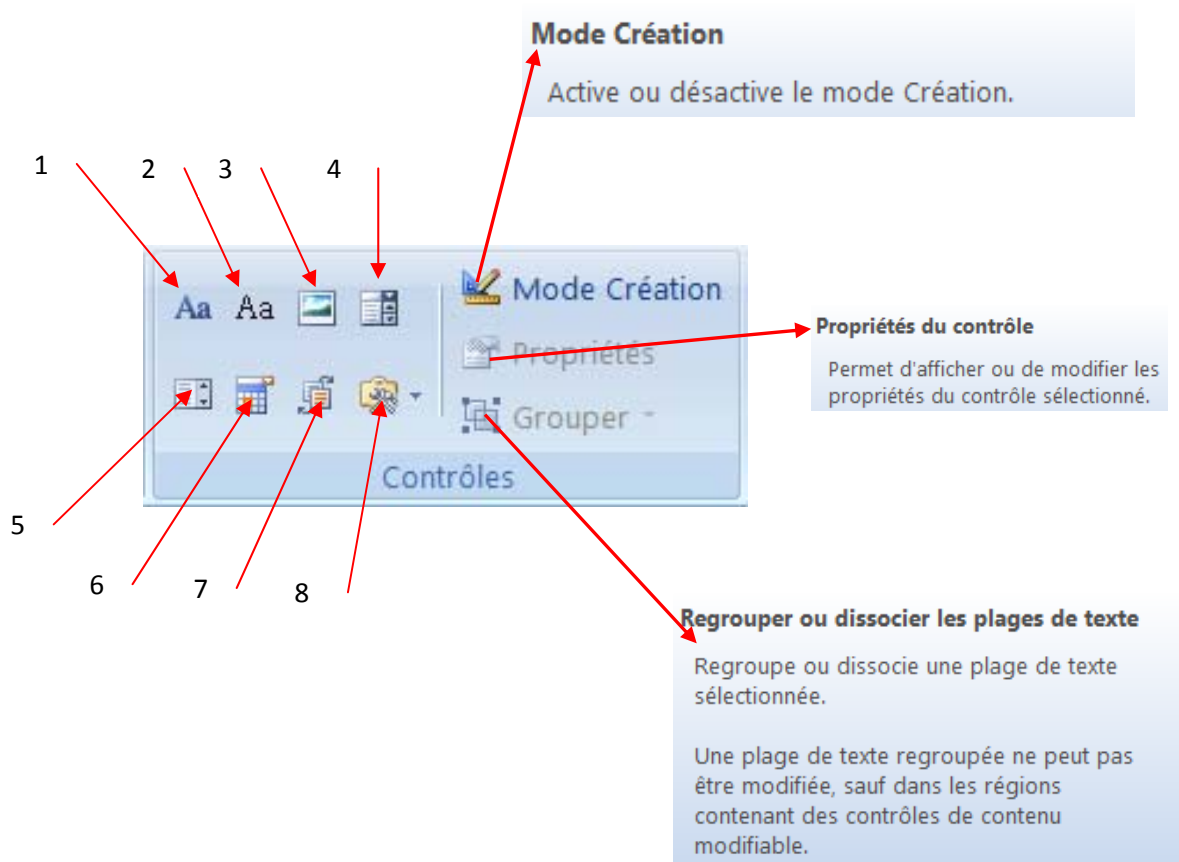 Mode Création
Active ou désactive le mode Création.
1
2
3
4
Aa Aa
Mode Création
Propriétés
Grouper
Contrôles
Propriétés du contrôle
Permet d'afficher ou de modifier les
propriétés du contrôle sélectionné.
5
6
7
8
Regrouper ou dissocier les plages de texte
Regroupe ou dissocie une plage de texte
sélectionnée.
Une plage de texte regroupée ne peut pas
être modifiée, sauf dans les régions
contenant des contrôles de contenu
modifiable.